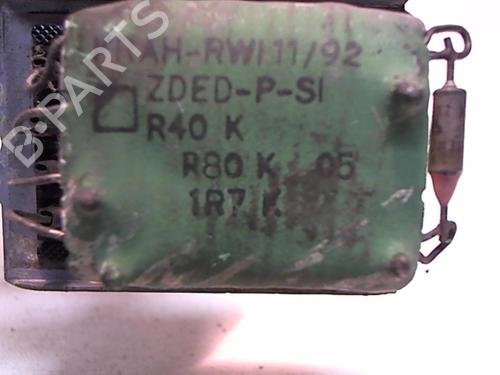 AH-RWI 11/92
ZDED-P-SI
R40 K
R80 K 05
1R7 K
B-PARTS